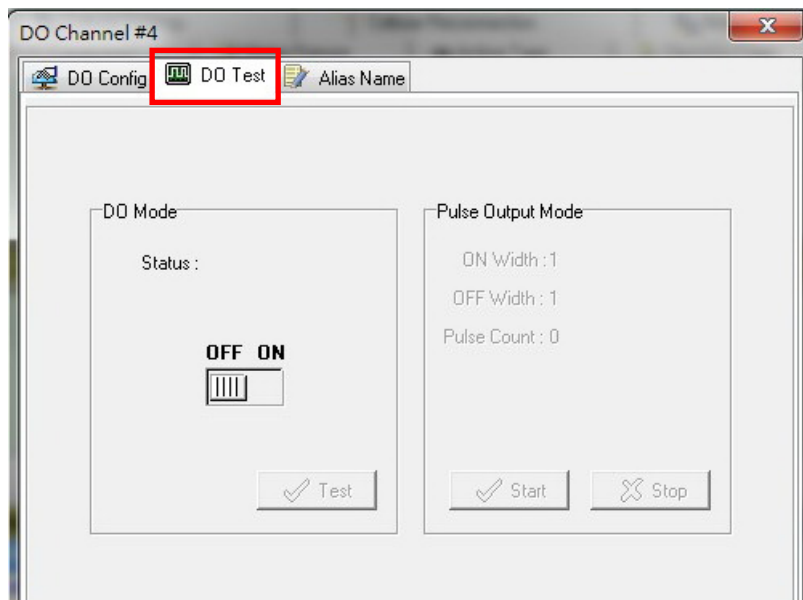 DO Channel #4
DO Config DO Test Alias Name
DO Mode
Status :
OFF ON
Test
Pulse Output Mode
ON Width : 1
OFF Width : 1
Pulse Count : 0
Start Stop